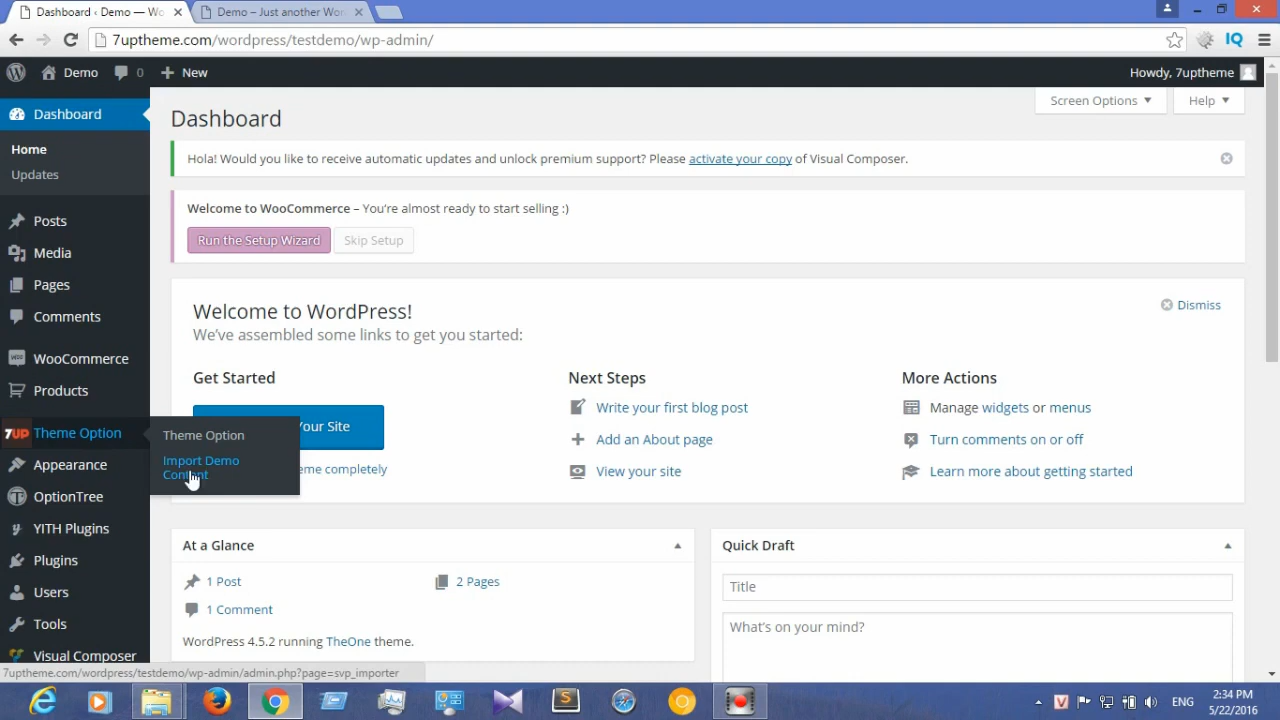 Dashboard ‹ Demo — Wo
Demo – Just another Wor
7uptheme.com/wordpress/testdemo/wp-admin/
IQ
Demo
0
New
Howdy, 7uptheme
Dashboard
Home
Updates
Posts
Media
Pages
Comments
WooCommerce
Products
7UP Theme Option
Appearance
OptionTree
YITH Plugins
Plugins
Users
Tools
Visual Composer
Theme Option
Import Demo
Content
Screen Options
Help
Dashboard
Hola! Would you like to receive automatic updates and unlock premium support? Please activate your copy of Visual Composer.
Welcome to WooCommerce – You're almost ready to start selling :)
Run the Setup Wizard
Skip Setup
Welcome to WordPress!
Dismiss
We've assembled some links to get you started:
Get Started
Your Site
eme completely
Next Steps
Write your first blog post
Add an About page
View your site
More Actions
Manage widgets or menus
Turn comments on or off
Learn more about getting started
At a Glance
1 Post
2 Pages
1 Comment
WordPress 4.5.2 running TheOne theme.
Quick Draft
Title
What's on your mind?
7uptheme.com/wordpress/testdemo/wp-admin/admin.php?page=svp_importer
ENG
2:34 PM
5/22/2016